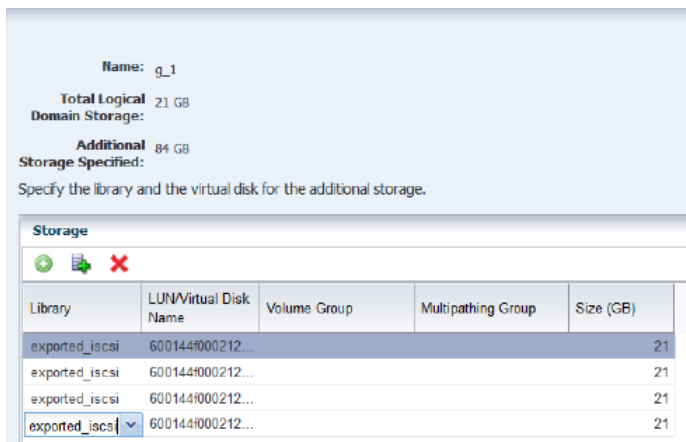 Name: g_1
Total Logical 21 GB
Domain Storage:
Additional 84 GB
Storage Specified:
Specify the library and the virtual disk for the additional storage.
Storage
Library LUN/Virtual Disk Name Volume Group Multipathing Group Size (GB)
exported_iscsi 600144f000212... 21
exported_iscsi 600144f000212... 21
exported_iscsi 600144f000212... 21
exported_iscsi 600144f000212... 21